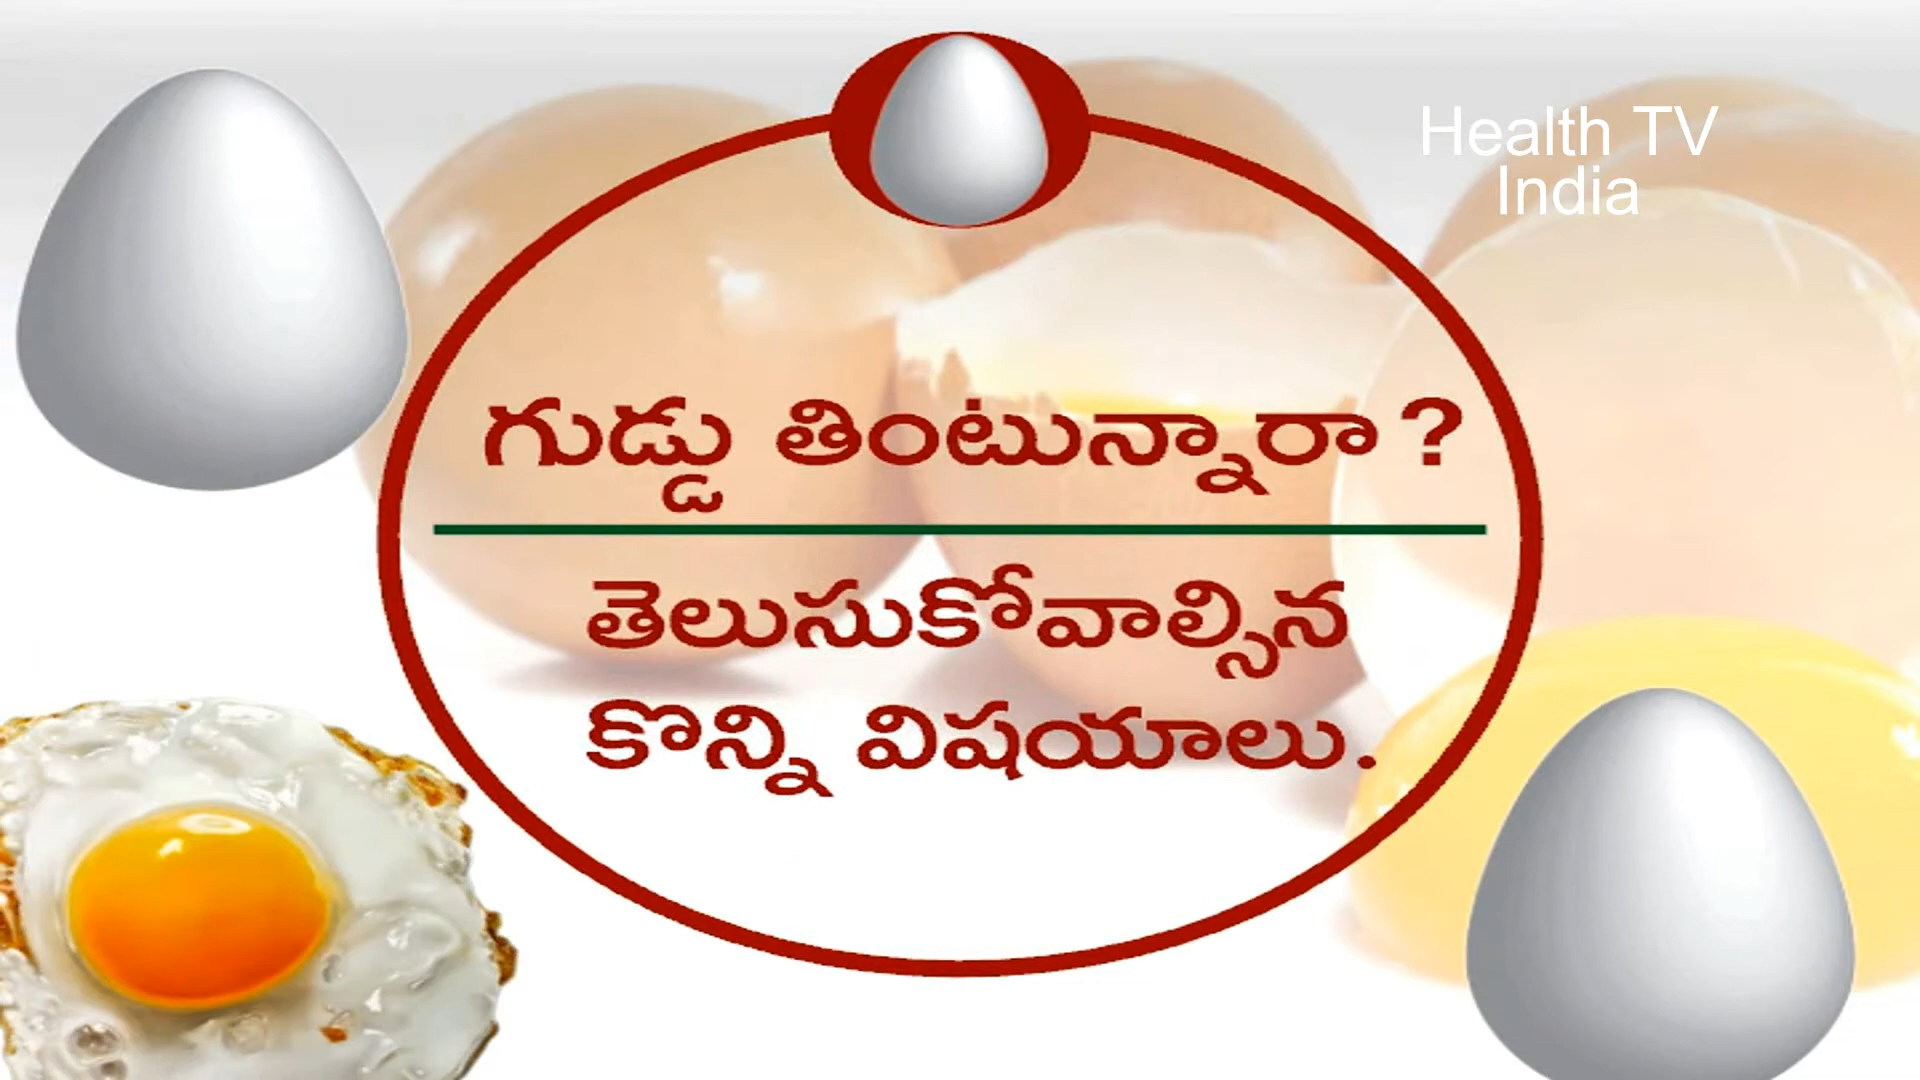 Health TV
India
గుడ్డు తింటున్నారా?
తెలుసుకోవాల్సిన
కొన్ని విషయాలు.